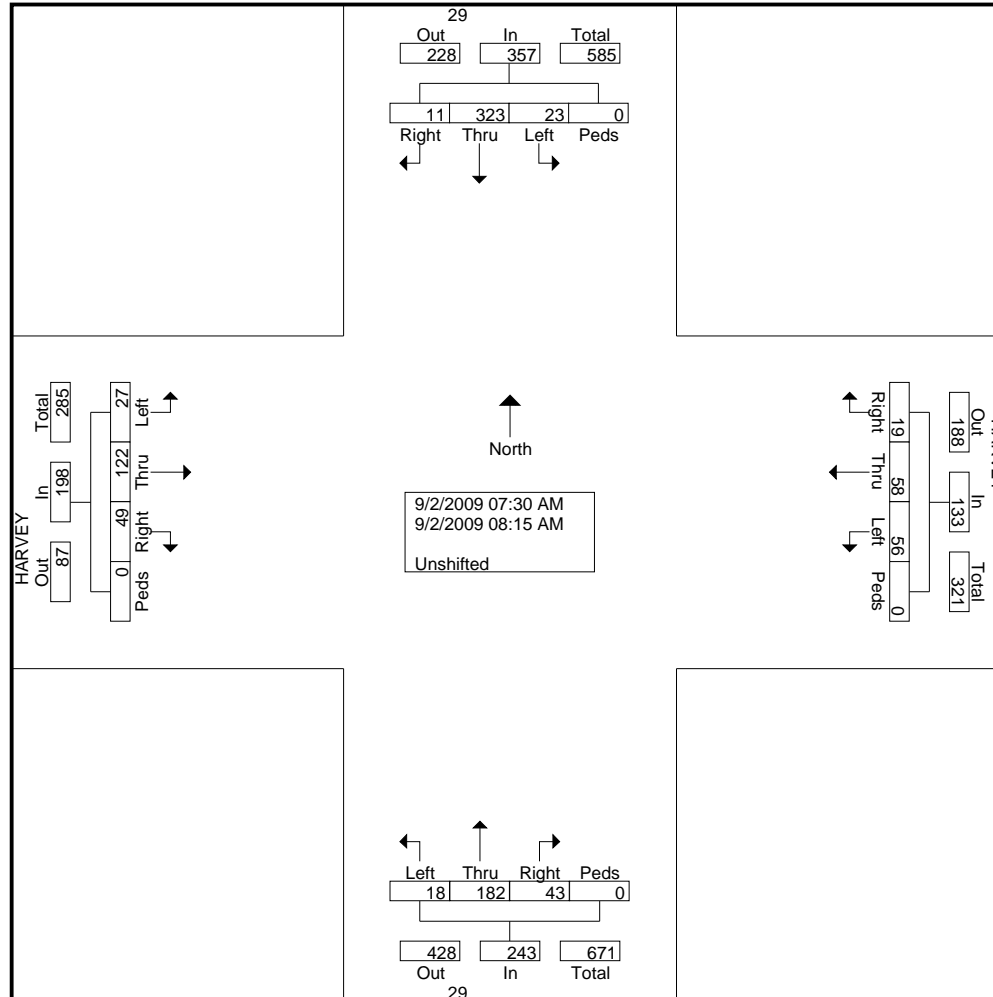 29
Out In Total
228 357 585
11 323 23 0
Right Thru Left Peds
Total 285
In 198
Out 87
HARVEY
Left 27
Thru 122
Right 49
Peds 0
North
9/2/2009 07:30 AM
9/2/2009 08:15 AM
Unshifted
Right 19
Thru 58
Left 56
Peds 0
Out 188
In 133
Total 321
Left Thru Right Peds
18 182 43 0
428 243 671
Out In Total
29